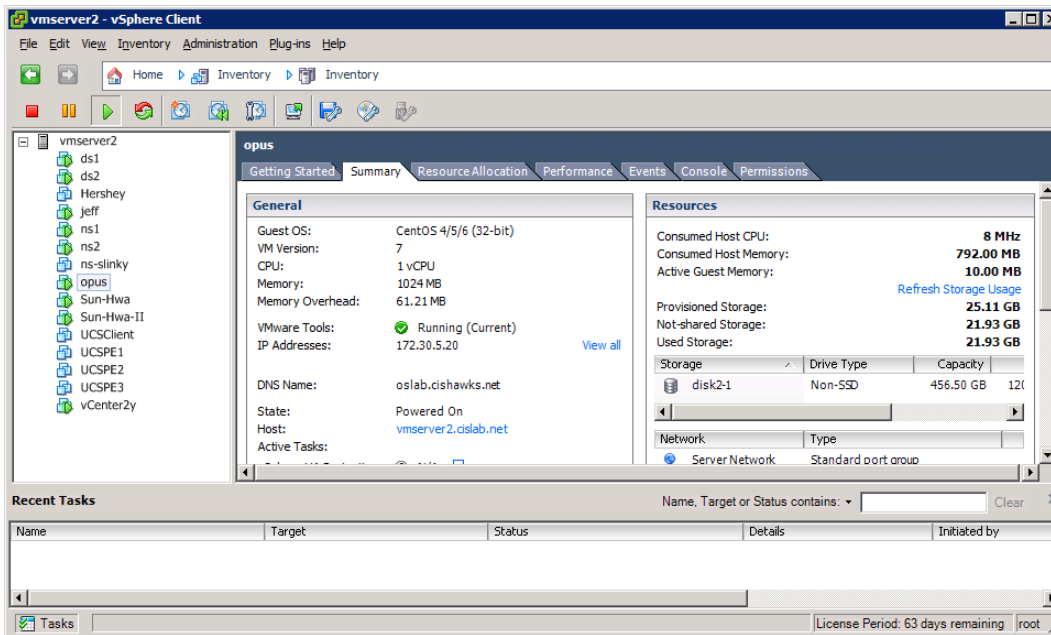 vmserver2 - vSphere Client
File Edit View Inventory Administration Plug-ins Help
Home Inventory Inventory
vmserver2
ds1
ds2
Hershey
jeff
ns1
ns2
ns-slinky
opus
Sun-Hwa
Sun-Hwa-II
UCSClient
UCSPE1
UCSPE2
UCSPE3
vCenter2y
opus
Getting Started Summary Resource Allocation Performance Events Console Permissions
General
Guest OS: CentOS 4/5/6 (32-bit)
VM Version: 7
CPU: 1 vCPU
Memory: 1024 MB
Memory Overhead: 61.21 MB
VMware Tools: Running (Current)
IP Addresses: 172.30.5.20 View all
DNS Name: oslab.cishawks.net
State: Powered On
Host: vmserver2.cislab.net
Active Tasks:
Resources
Consumed Host CPU: 8 MHz
Consumed Host Memory: 792.00 MB
Active Guest Memory: 10.00 MB
Refresh Storage Usage
Provisioned Storage: 25.11 GB
Not-shared Storage: 21.93 GB
Used Storage: 21.93 GB
Storage Drive Type Capacity
disk2-1 Non-SSD 456.50 GB 120
Network Type
Server Network Standard port group
Recent Tasks
Name, Target or Status contains: Clear
Name Target Status Details Initiated by
Tasks License Period: 63 days remaining root